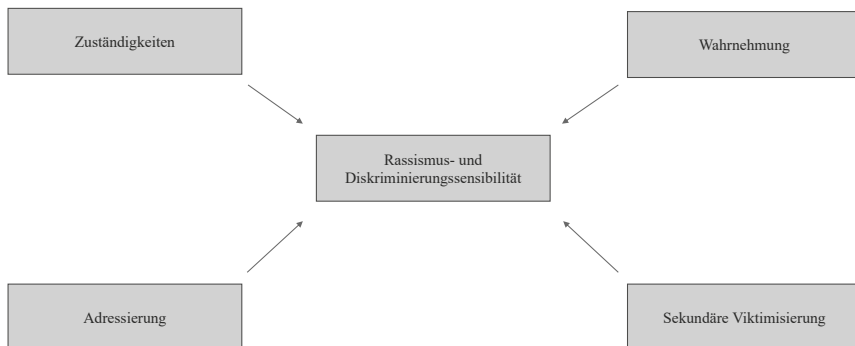 Zuständigkeiten
Wahrnehmung
Rassismus- und
Diskriminierungssensibilität
Adressierung
Sekundäre Viktimisierung